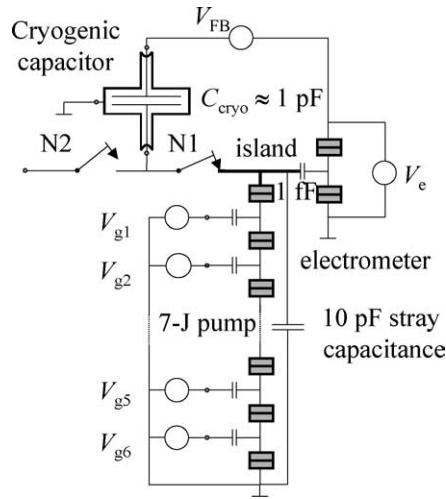 V_FB
Cryogenic
capacitor
C_cryo ≈ 1 pF
N2
N1
island
1 fF
V_e
V_g1
electrometer
V_g2
7-J pump
10 pF stray
capacitance
V_g5
V_g6